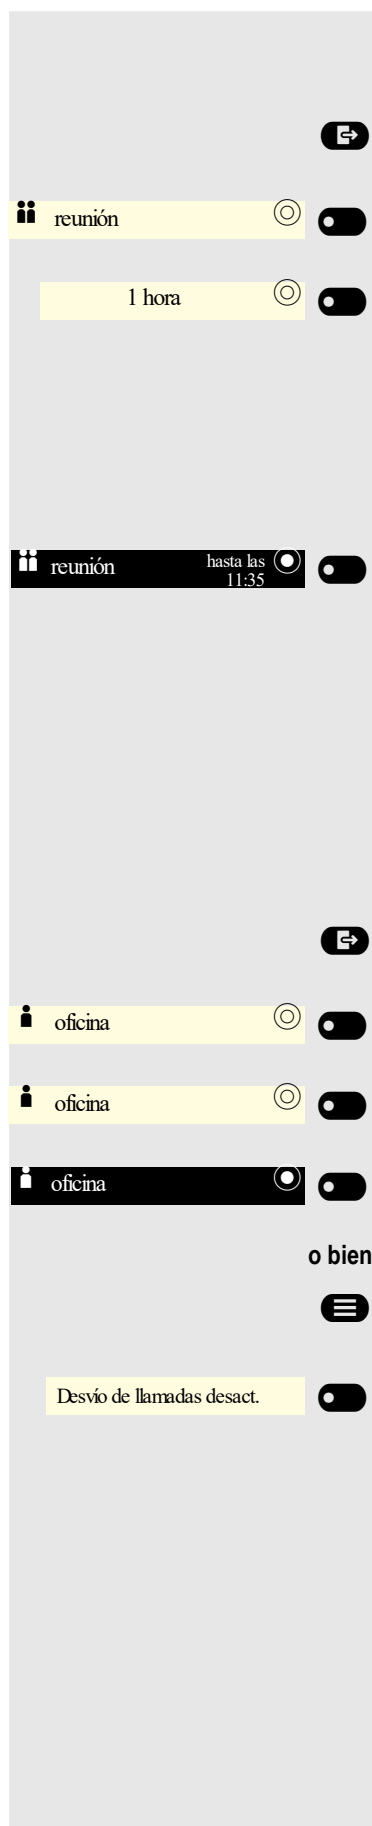 reunión
1 hora
reunión hasta las
11:35
oficina
oficina
oficina
o bien
Desvío de llamadas desact.